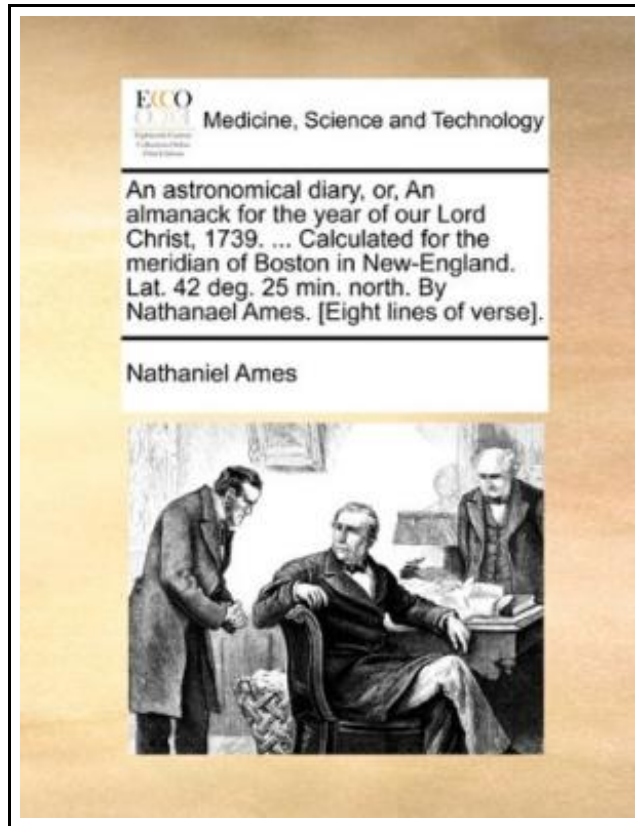 ECCO
Medicine, Science and Technology
An astronomical diary, or, An
almanack for the year of our Lord
Christ, 1739. ... Calculated for the
meridian of Boston in New-England.
Lat. 42 deg. 25 min. north. By
Nathanael Ames. [Eight lines of verse].
Nathaniel Ames